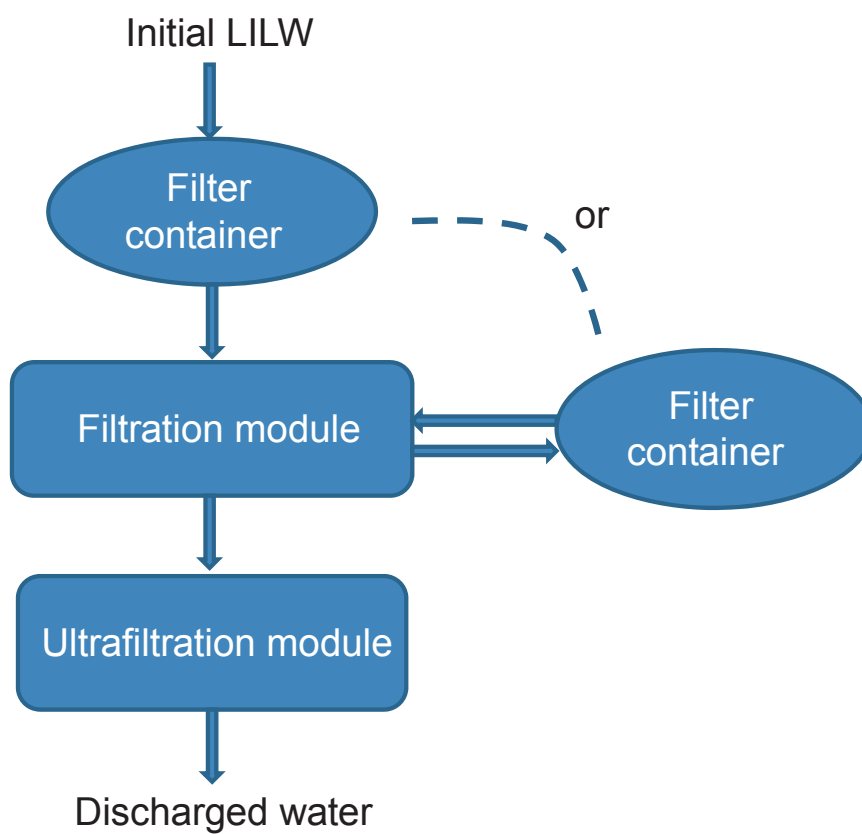 Initial LILW
Filter
container
or
Filtration module
Filter
container
Ultrafiltration module
Discharged water